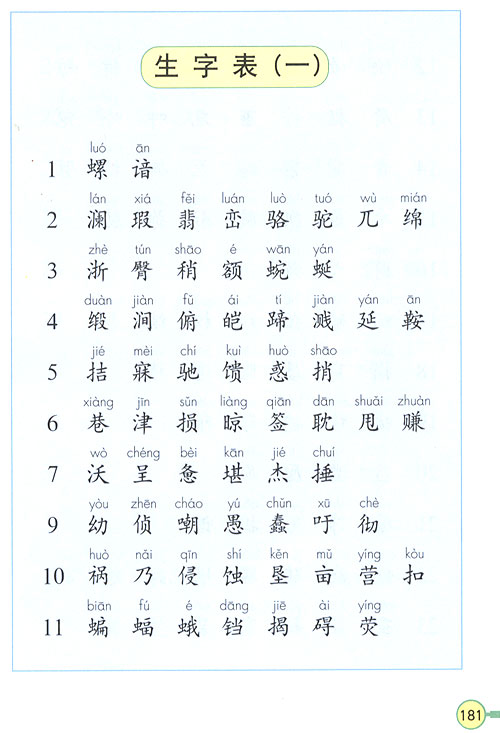 生字表（一）
luó ān
1 螺 谙
lán xiá fěi luán luò tuó wù mián
2 澜 瑕 翡 峦 骆 驼 兀 绵
zhè tún shāo é wān yán
3 浙 臀 稍 额 蜿 蜒
duàn jiàn fǔ ái tí jiàn yán ān
4 缎 涧 俯 皑 蹄 溅 延 鞍
jié mèi chí kuì huò shāo
5 拮 寐 驰 馈 惑 捎
xiàng jīn sǔn liàng qiān dān shuǎi zhuàn
6 巷 津 损 晾 签 耽 甩 赚
wò chéng bèi kān jié chuí
7 沃 呈 惫 堪 杰 捶
yòu zhēn cháo yú chǔn xū chè
9 幼 侦 嘲 愚 蠢 吁 彻
huò nǎi qīn shí kěn mǔ yíng kòu
10 祸 乃 侵 蚀 垦 亩 营 扣
biān fú é dāng jiē ài yíng
11 蝙 蝠 蛾 铛 揭 碍 荧
181